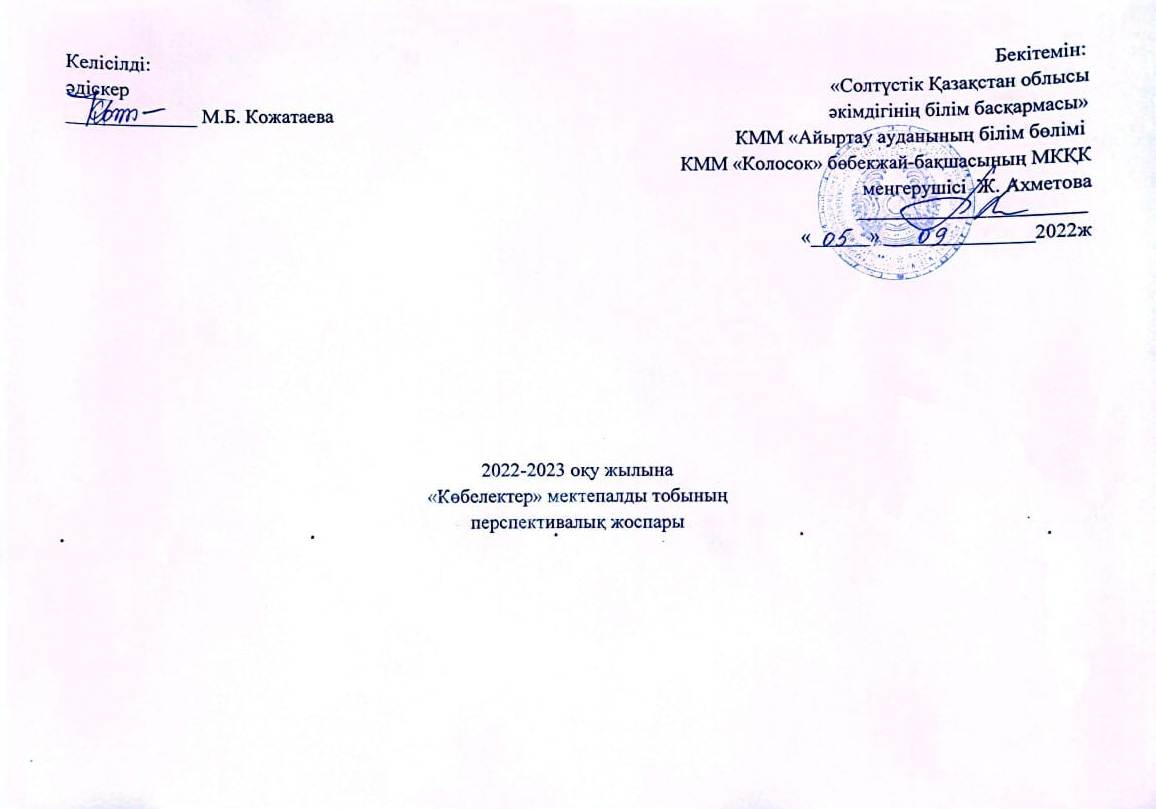 Келісілді:
әдіскер
М.Б. Кожатаева
Бекітемін:
«Солтүстік Қазақстан облысы
әкімдігінің білім басқармасы»
КММ «Айыртау ауданының білім бөлімі
КММ «Колосок» бөбекжай-бақшасының МКҚК
меңгерушісі Ж. Ахметова
«05» 09 2022ж
2022-2023 оқу жылына
«Көбелектер» мектепалды тобының
перспективалық жоспары